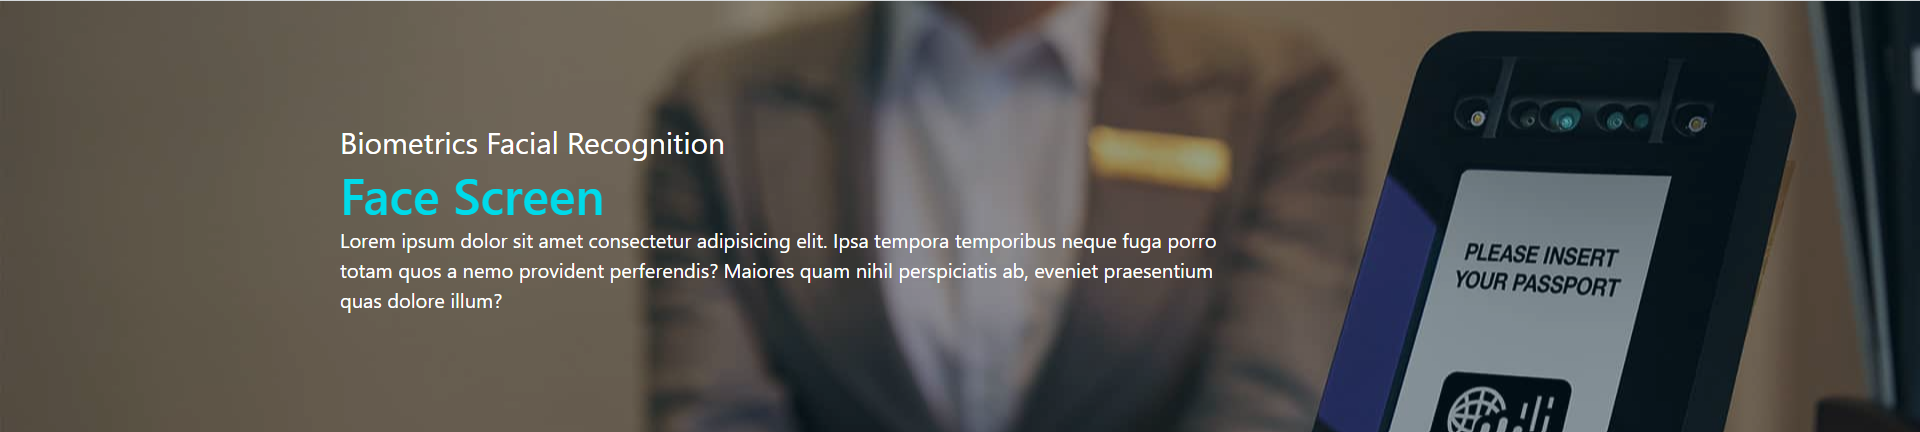 Biometrics Facial Recognition
Face Screen
Lorem ipsum dolor sit amet consectetur adipisicing elit. Ipsa tempora temporibus neque fuga porro
totam quos a nemo provident perferendis? Maiores quam nihil perspiciatis ab, eveniet praesentium
quas dolore illum?
PLEASE INSERT
YOUR PASSPORT